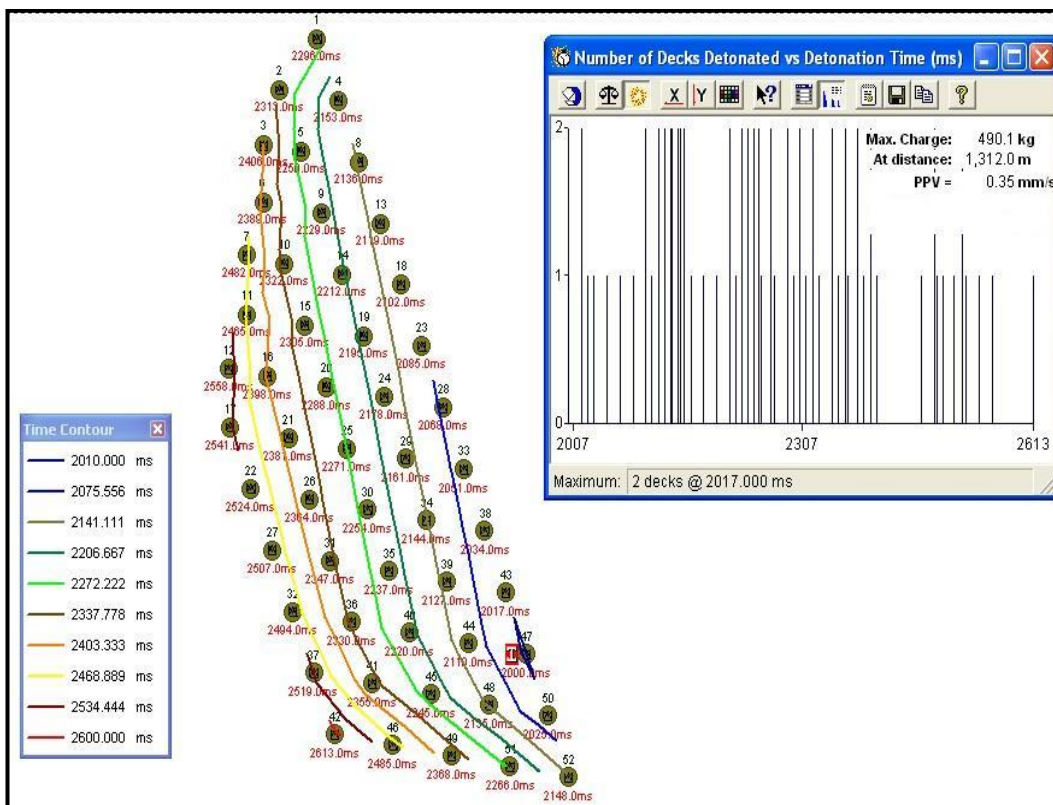 1
2296.0ms
2
2313.0ms
4
2153.0ms
3
2406.0ms
5
2250.0ms
8
2136.0ms
6
2389.0ms
9
2229.0ms
13
2119.0ms
7
2482.0ms
10
2322.0ms
14
2212.0ms
18
2102.0ms
11
2465.0ms
15
2305.0ms
19
2195.0ms
23
2085.0ms
12
2558.0ms
16
2398.0ms
20
2288.0ms
24
2178.0ms
28
2068.0ms
17
2541.0ms
21
2381.0ms
25
2271.0ms
29
2161.0ms
33
2051.0ms
22
2524.0ms
26
2364.0ms
30
2254.0ms
34
2144.0ms
38
2034.0ms
27
2507.0ms
31
2347.0ms
35
2237.0ms
39
2127.0ms
43
2017.0ms
32
2494.0ms
36
2330.0ms
40
2220.0ms
44
2110.0ms
47
2000.0ms
37
2519.0ms
41
2355.0ms
45
2245.0ms
48
2135.0ms
50
2025.0ms
42
2613.0ms
46
2485.0ms
49
2368.0ms
51
2266.0ms
52
2148.0ms
Number of Decks Detonated vs Detonation Time (ms)
X Y ? ?
2
Max. Charge: 490.1 kg
At distance: 1,312.0 m
PPV = 0.35 mm/s
1
0
2007 2307 2613
Maximum: 2 decks @ 2017.000 ms
Time Contour
2010.000 ms
2075.556 ms
2141.111 ms
2206.667 ms
2272.222 ms
2337.778 ms
2403.333 ms
2468.889 ms
2534.444 ms
2600.000 ms